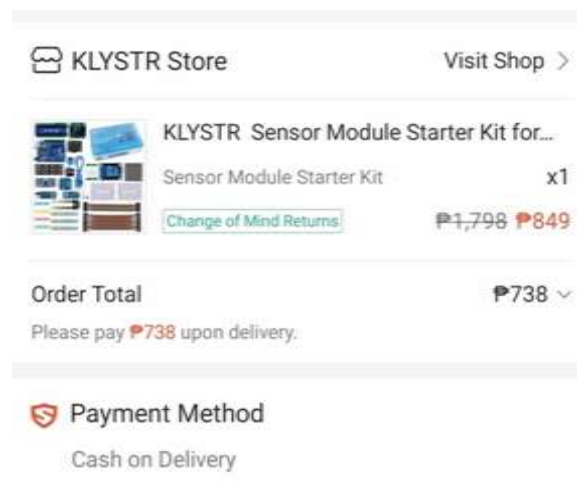 KLYSTR Store Visit Shop >
KLYSTR Sensor Module Starter Kit for...
Sensor Module Starter Kit x1
Change of Mind Returns ₱1,798 ₱849
Order Total ₱738
Please pay ₱738 upon delivery.
Payment Method
Cash on Delivery